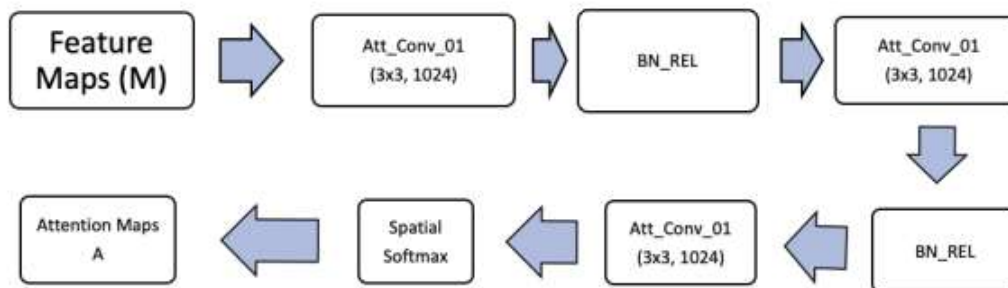 Feature
Maps (M)
Att_Conv_01
(3x3, 1024)
BN_REL
Att_Conv_01
(3x3, 1024)
BN_REL
Att_Conv_01
(3x3, 1024)
Spatial
Softmax
Attention Maps
A